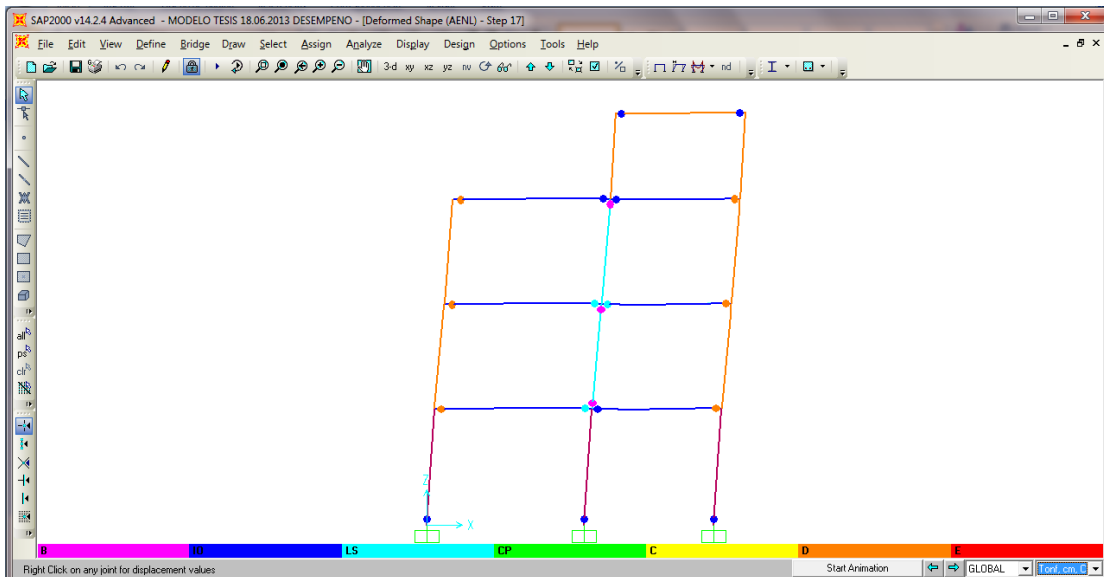 SAP2000 v14.2.4 Advanced - MODELO TESIS 18.06.2013 DESEMPENO - [Deformed Shape (AENL) - Step 17]
File Edit View Define Bridge Draw Select Assign Analyze Display Design Options Tools Help
3-d xy xz yz nv nd
all
ps
clr
Z
X
B IO LS CP C D E
Right Click on any joint for displacement values Start Animation GLOBAL Tonf, cm, C